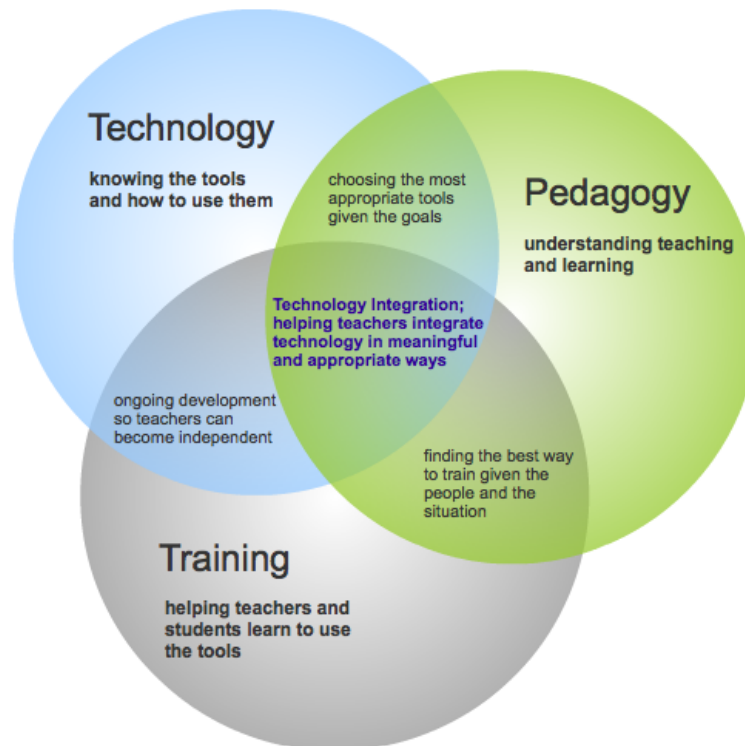 Technology
knowing the tools
and how to use them
choosing the most
appropriate tools
given the goals
Pedagogy
understanding teaching
and learning
Technology Integration;
helping teachers integrate
technology in meaningful
and appropriate ways
ongoing development
so teachers can
become independent
finding the best way
to train given the
people and the
situation
Training
helping teachers and
students learn to use
the tools